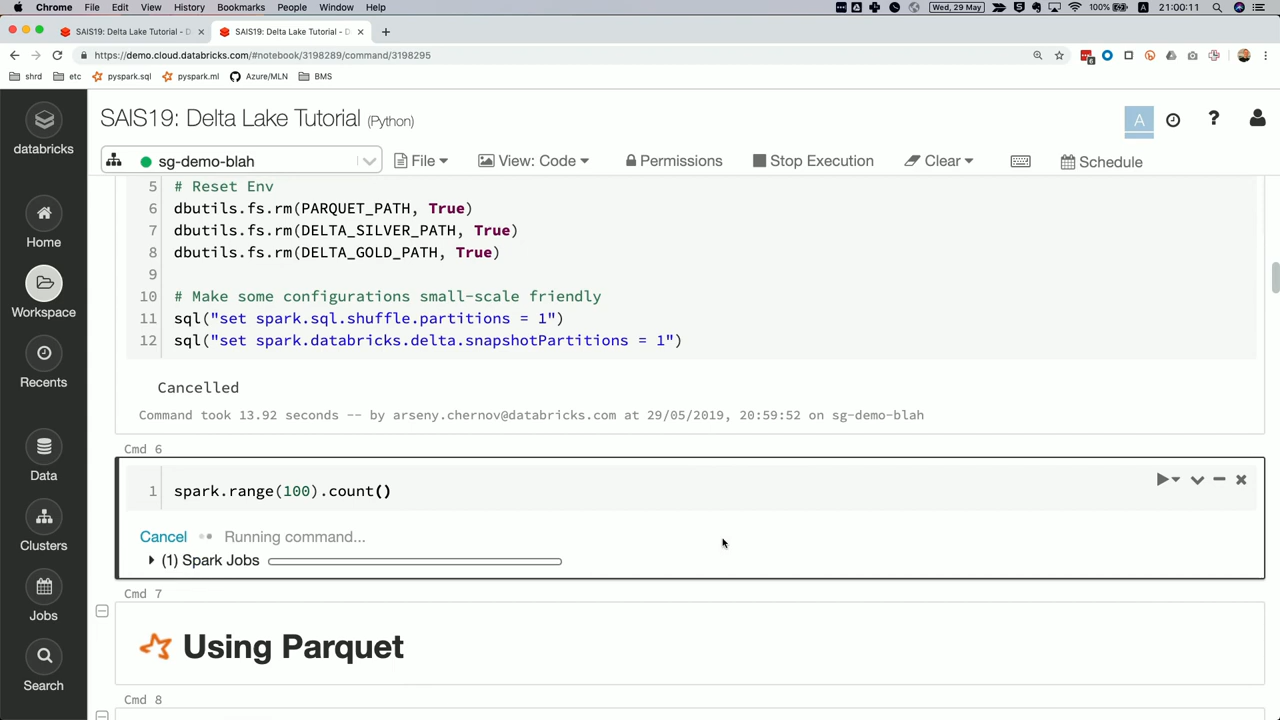 Chrome File Edit View History Bookmarks People Window Help
100% Wed, 29 May A 21:00:11
SAIS19: Delta Lake Tutorial - D
SAIS19: Delta Lake Tutorial - D
https://demo.cloud.databricks.com/#notebook/3198289/command/3198295
shrd etc pyspark.sql pyspark.ml Azure/MLN BMS
databricks
Home
Workspace
Recents
Data
Clusters
Jobs
Search
SAIS19: Delta Lake Tutorial (Python)
A ?
sg-demo-blah File View: Code Permissions Stop Execution Clear Schedule
5 # Reset Env
6 dbutils.fs.rm(PARQUET_PATH, True)
7 dbutils.fs.rm(DELTA_SILVER_PATH, True)
8 dbutils.fs.rm(DELTA_GOLD_PATH, True)
9
10 # Make some configurations small-scale friendly
11 sql("set spark.sql.shuffle.partitions = 1")
12 sql("set spark.databricks.delta.snapshotPartitions = 1")
Cancelled
Command took 13.92 seconds -- by arseny.chernov@databricks.com at 29/05/2019, 20:59:52 on sg-demo-blah
Cmd 6
1 spark.range(100).count()
Cancel Running command...
(1) Spark Jobs
Cmd 7
Using Parquet
Cmd 8